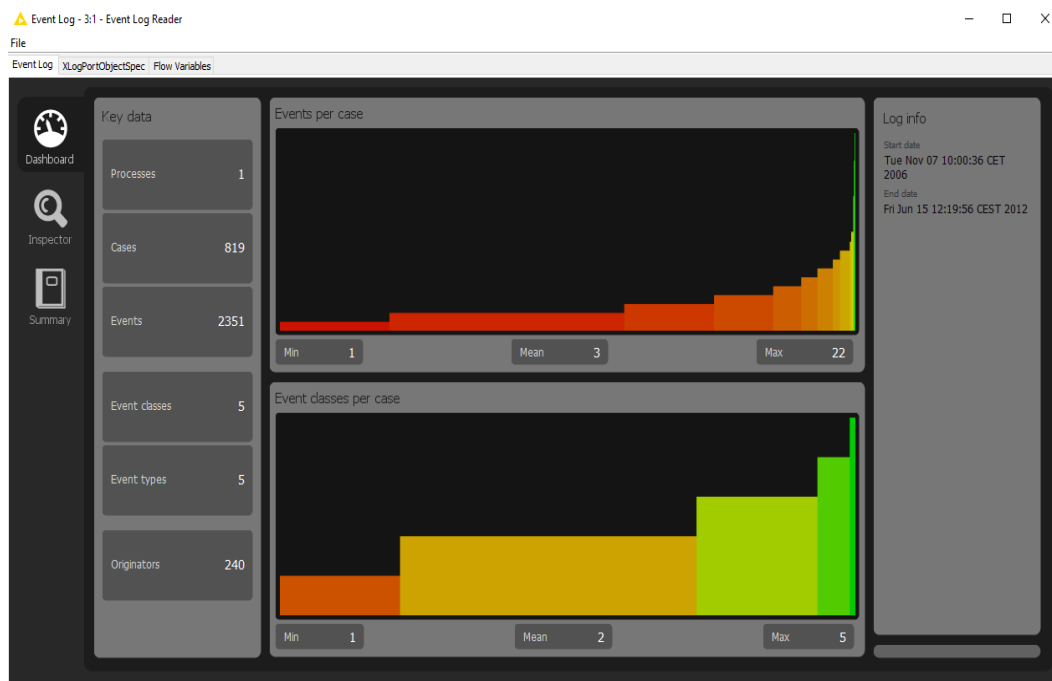 Event Log - 3:1 - Event Log Reader
File
Event Log XLogPortObjectSpec Flow Variables
Dashboard
Inspector
Summary
Key data
Processes 1
Cases 819
Events 2351
Event classes 5
Event types 5
Originators 240
Events per case
Min 1 Mean 3 Max 22
Event classes per case
Min 1 Mean 2 Max 5
Log info
Start date
Tue Nov 07 10:00:36 CET
2006
End date
Fri Jun 15 12:19:56 CEST 2012